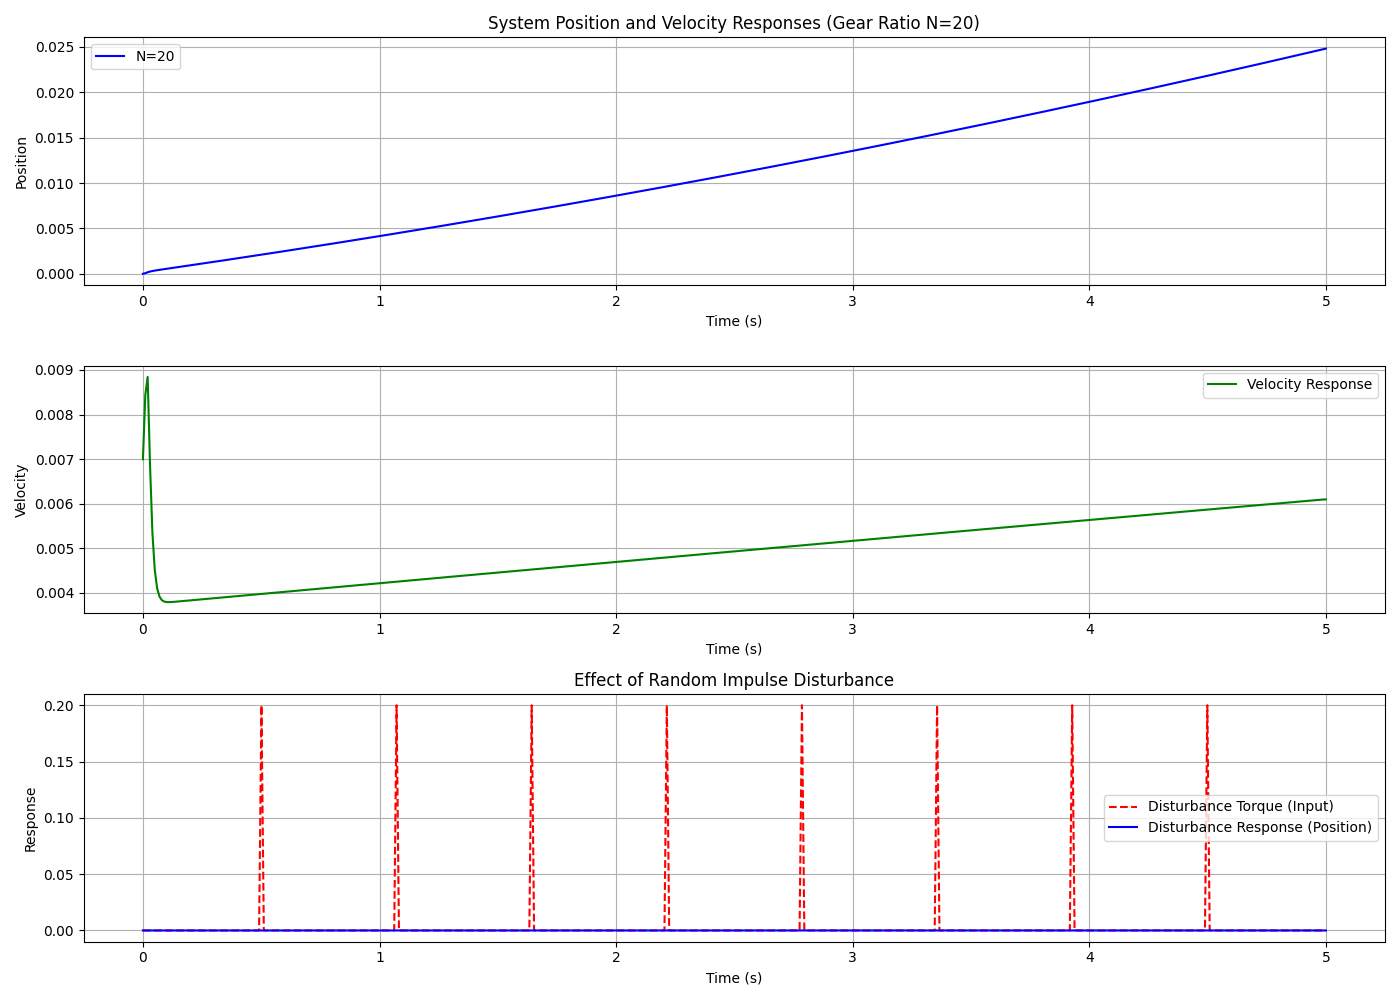 System Position and Velocity Responses (Gear Ratio N=20)
N=20
Position
0.025
0.020
0.015
0.010
0.005
0.000
0 1 2 3 4 5
Time (s)
Velocity Response
Velocity
0.009
0.008
0.007
0.006
0.005
0.004
0 1 2 3 4 5
Time (s)
Effect of Random Impulse Disturbance
Response
0.20
0.15
0.10
0.05
0.00
Disturbance Torque (Input)
Disturbance Response (Position)
0 1 2 3 4 5
Time (s)